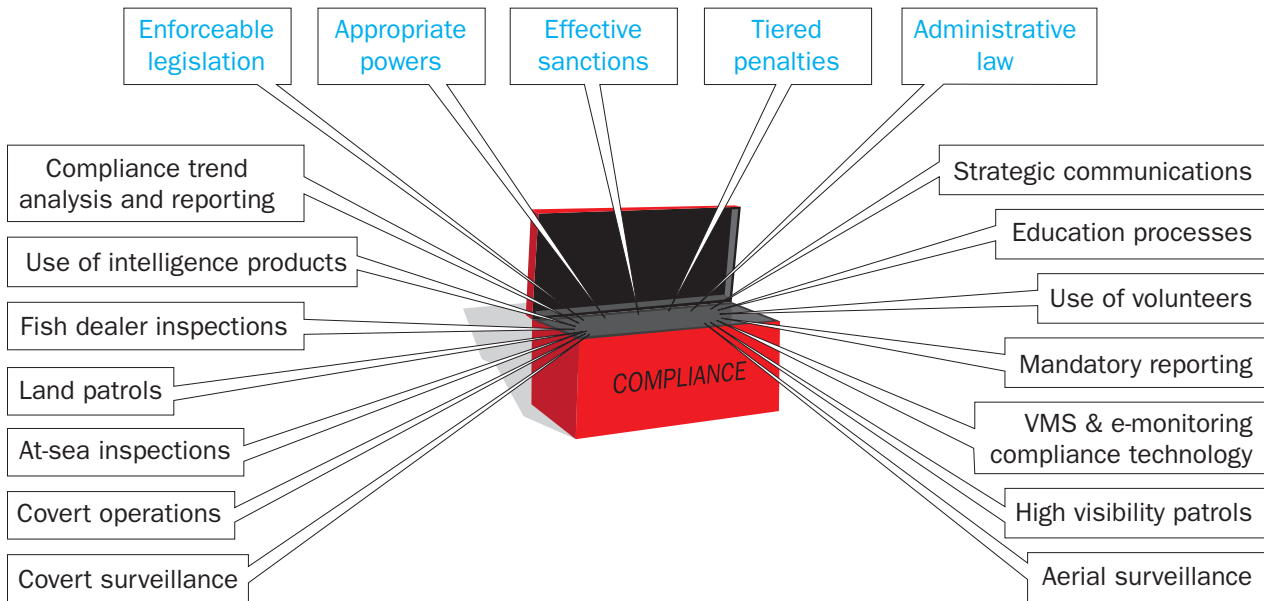 Enforceable
legislation
Appropriate
powers
Effective
sanctions
Tiered
penalties
Administrative
law
Compliance trend
analysis and reporting
Use of intelligence products
Fish dealer inspections
Land patrols
At-sea inspections
Covert operations
Covert surveillance
COMPLIANCE
Strategic communications
Education processes
Use of volunteers
Mandatory reporting
VMS & e-monitoring
compliance technology
High visibility patrols
Aerial surveillance